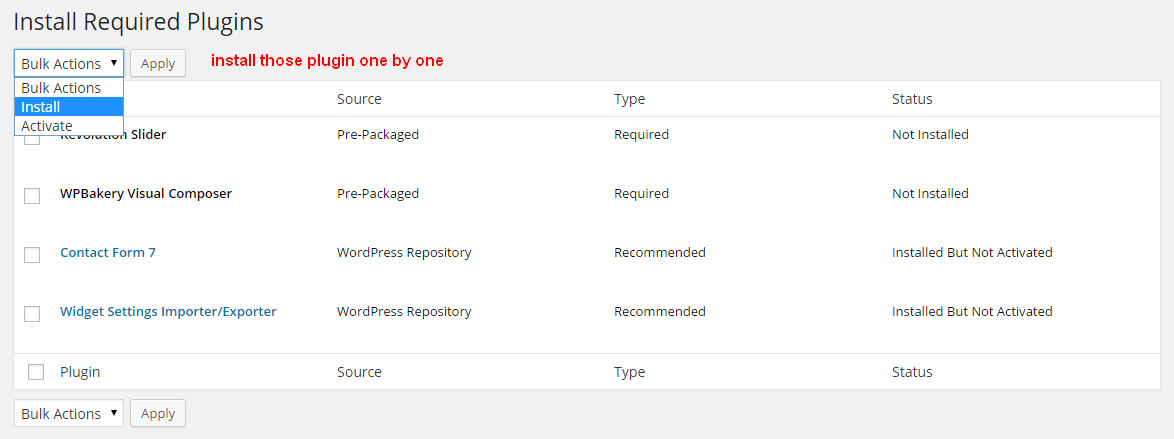 Install Required Plugins
Bulk Actions Apply install those plugin one by one
Bulk Actions
Install
Activate
Source Type Status
Revolution Slider Pre-Packaged Required Not Installed
WPBakery Visual Composer Pre-Packaged Required Not Installed
Contact Form 7 WordPress Repository Recommended Installed But Not Activated
Widget Settings Importer/Exporter WordPress Repository Recommended Installed But Not Activated
Plugin Source Type Status
Bulk Actions Apply